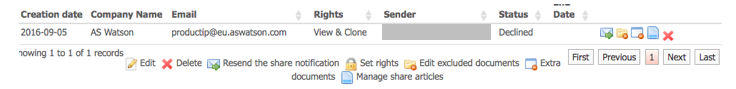 Creation date Company Name Email Rights Sender Status Date
2016-09-05 AS Watson productip@eu.aswatson.com View & Clone Declined
howing 1 to 1 of 1 records
First Previous 1 Next Last
Edit Delete Resend the share notification Set rights Edit excluded documents Extra
documents Manage share articles